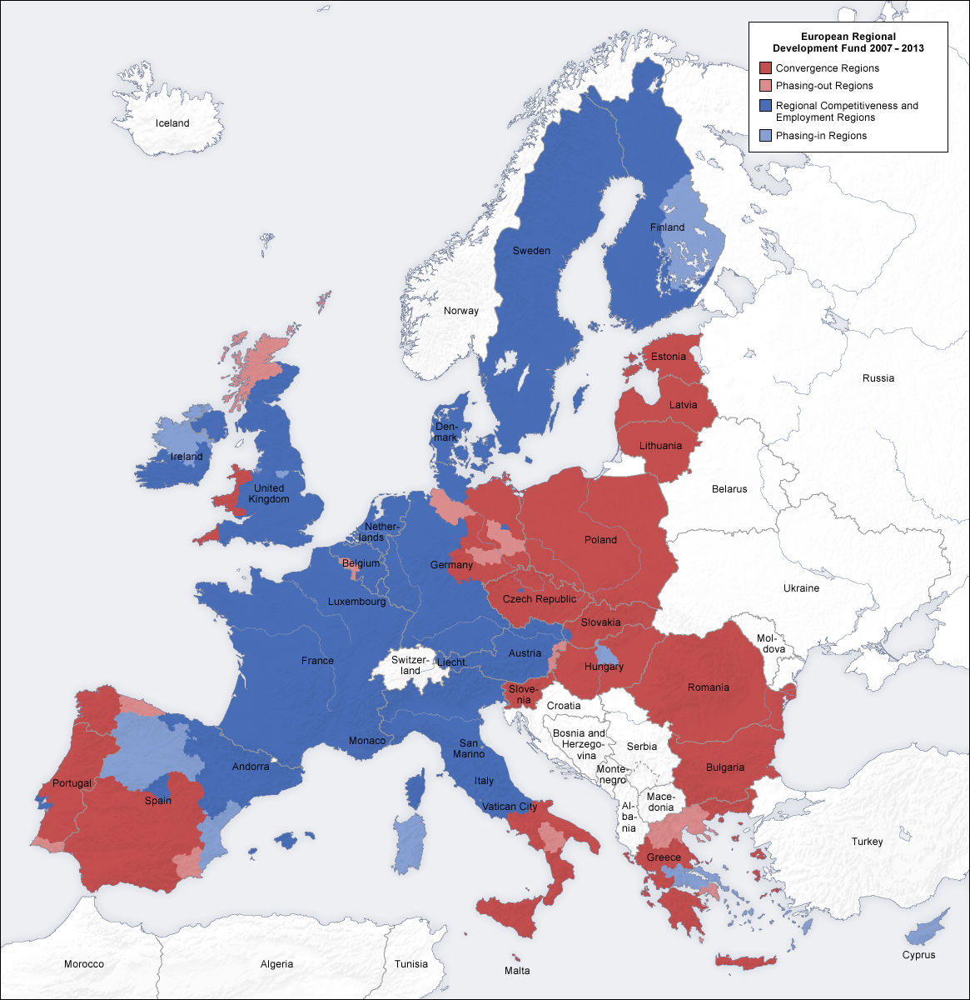 European Regional
Development Fund 2007 – 2013
Convergence Regions
Phasing-out Regions
Regional Competitiveness and
Employment Regions
Phasing-in Regions
Iceland
Finland
Sweden
Norway
Estonia
Russia
Latvia
Den-
mark
Lithuania
Ireland
United
Kingdom
Belarus
Nether-
lands
Poland
Belgium
Germany
Ukraine
Luxembourg
Czech Republic
Slovakia
Mol-
dova
Austria
Switzer-
land
Liecht.
France
Hungary
Romania
Slove-
nia
Croatia
Monaco
San
Marino
Bosnia and
Herzego-
vina
Serbia
Andorra
Bulgaria
Monte-
negro
Portugal
Italy
Spain
Vatican City
Mace-
donia
Al-
ba-
nia
Turkey
Greece
Cyprus
Morocco
Algeria
Tunisia
Malta